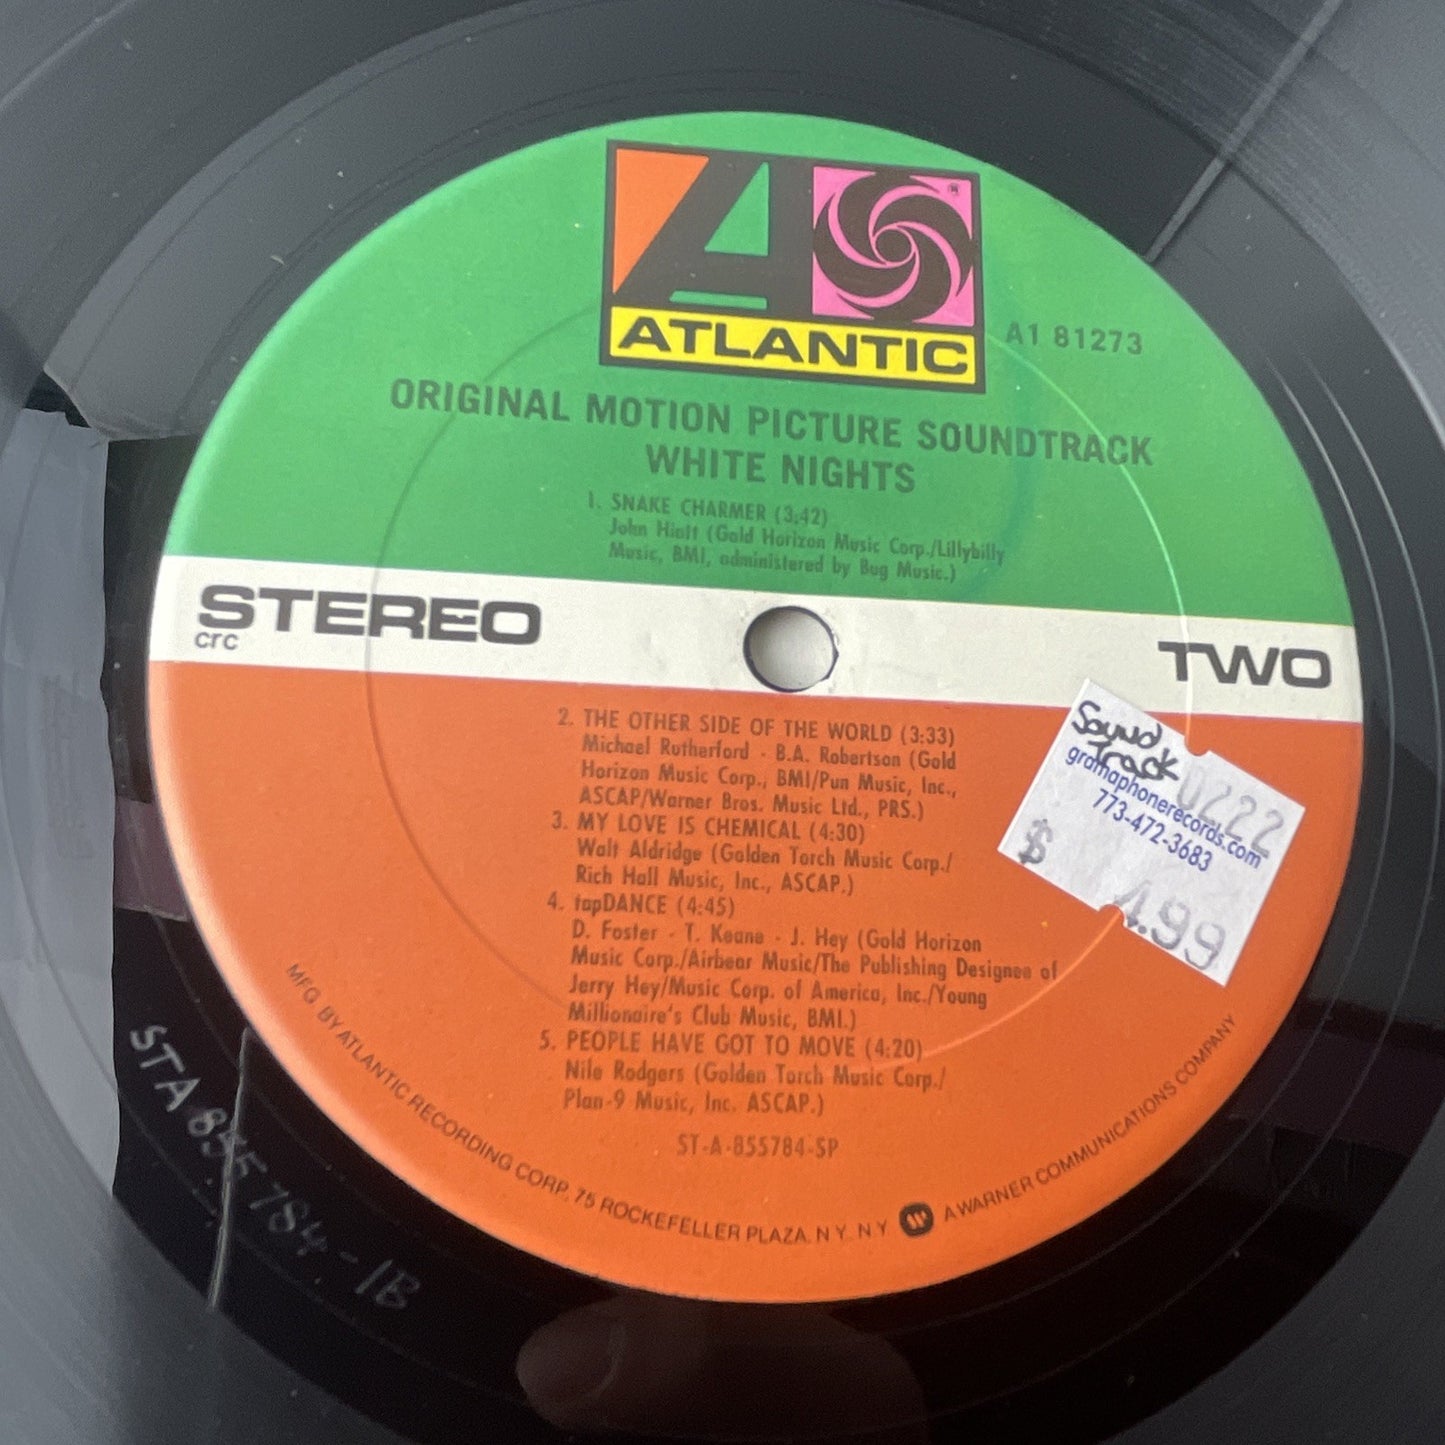 ATLANTIC
®
A1 81273
ORIGINAL MOTION PICTURE SOUNDTRACK
WHITE NIGHTS
1. SNAKE CHARMER (3:42)
John Hiatt (Gold Horizon Music Corp./Lillybilly
Music, BMI, administered by Bug Music.)
STEREO
crc
TWO
2. THE OTHER SIDE OF THE WORLD (3:33)
Michael Rutherford - B.A. Robertson (Gold
Horizon Music Corp., BMI/Pun Music, Inc.,
ASCAP/Warner Bros. Music Ltd., PRS.)
3. MY LOVE IS CHEMICAL (4:30)
Walt Aldridge (Golden Torch Music Corp./
Rich Hall Music, Inc., ASCAP.)
4. tapDANCE (4:45)
D. Foster - T. Keane - J. Hey (Gold Horizon
Music Corp./Airbear Music/The Publishing Designee of
Jerry Hey/Music Corp. of America, Inc./Young
Millionaire's Club Music, BMI.)
5. PEOPLE HAVE GOT TO MOVE (4:20)
Nile Rodgers (Golden Torch Music Corp./
Plan-9 Music, Inc. ASCAP.)
ST-A-855784-SP
MFG BY ATLANTIC RECORDING CORP, 75 ROCKEFELLER PLAZA, N Y, N Y A WARNER COMMUNICATIONS COMPANY
Sound
Track
0222
gramaphonerecords.com
773-472-3683
$ 4.99
STA 855784-1B